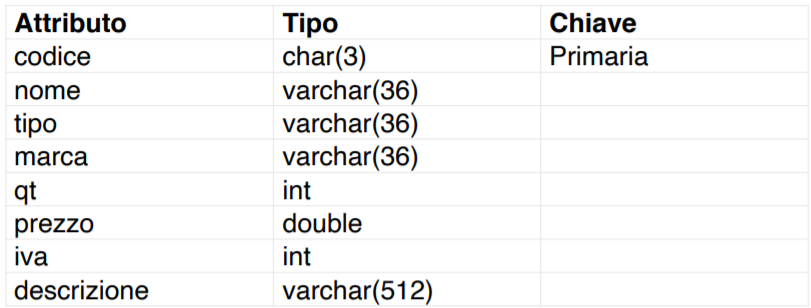 Attributo Tipo Chiave
codice char(3) Primaria
nome varchar(36)
tipo varchar(36)
marca varchar(36)
qt int
prezzo double
iva int
descrizione varchar(512)